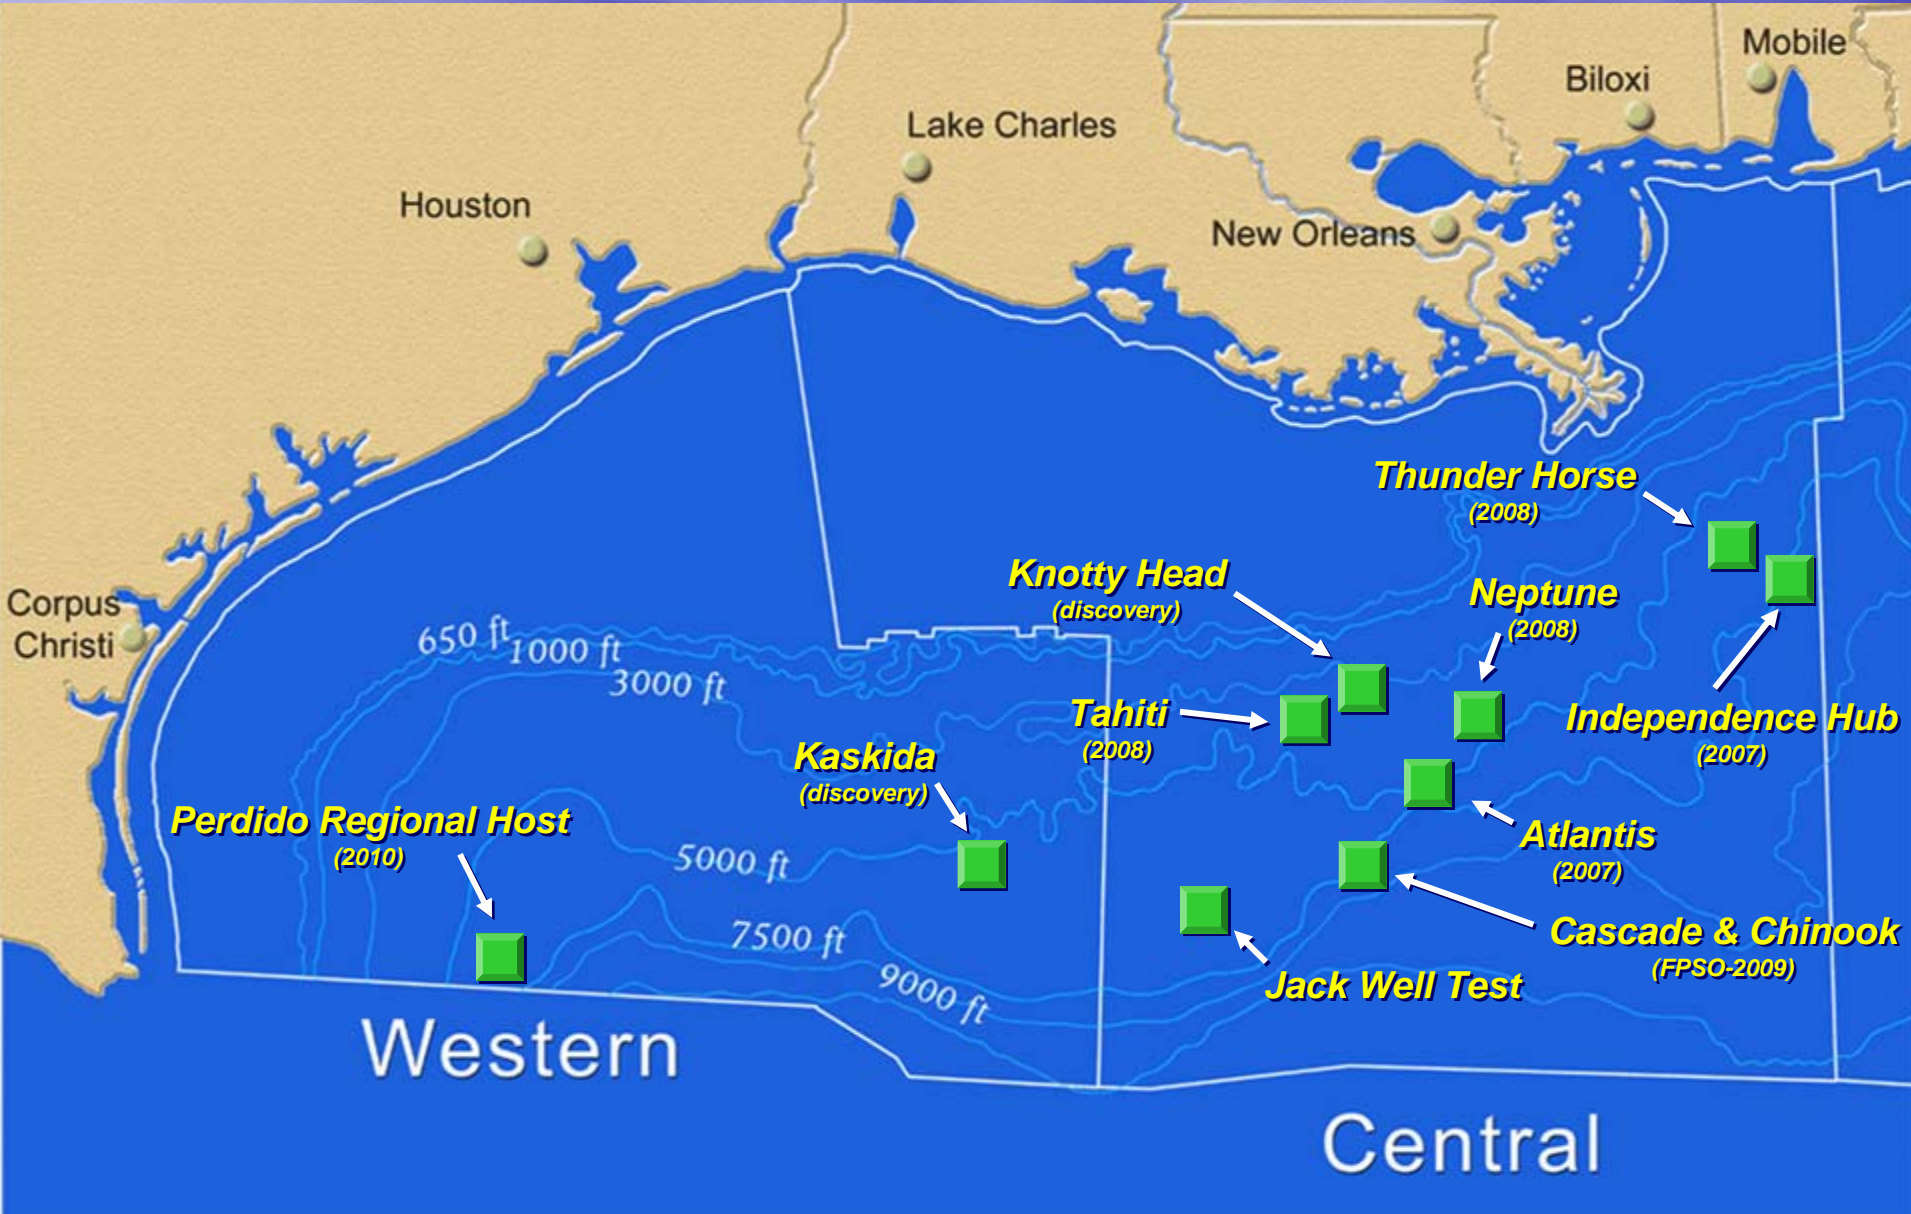 Mobile
Biloxi
Lake Charles
Houston
New Orleans
Thunder Horse
(2008)
Knotty Head
(discovery)
Neptune
(2008)
Corpus
Christi
650 ft
1000 ft
3000 ft
Tahiti
(2008)
Independence Hub
(2007)
Kaskida
(discovery)
Perdido Regional Host
(2010)
Atlantis
(2007)
5000 ft
7500 ft
Cascade & Chinook
(FPSO-2009)
9000 ft
Jack Well Test
Western
Central